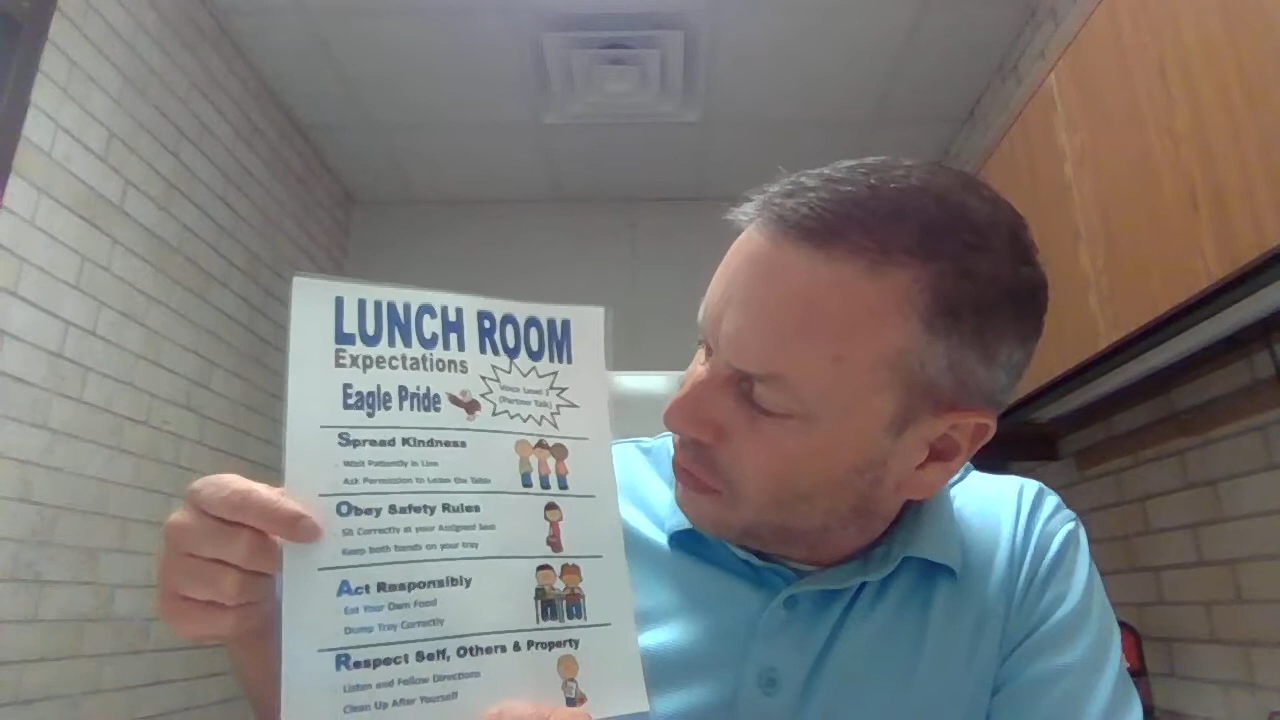 LUNCH ROOM
Expectations
Eagle Pride
Voice Level 1
(Partner Talk)
Spread Kindness
Wait Patiently in Line
Ask Permission to Leave the Table
Obey Safety Rules
Sit Correctly at your Assigned Seat
Keep both hands on your tray
Act Responsibly
Eat Your Own Food
Dump Tray Correctly
Respect Self, Others & Property
Listen and Follow Directions
Clean Up After Yourself